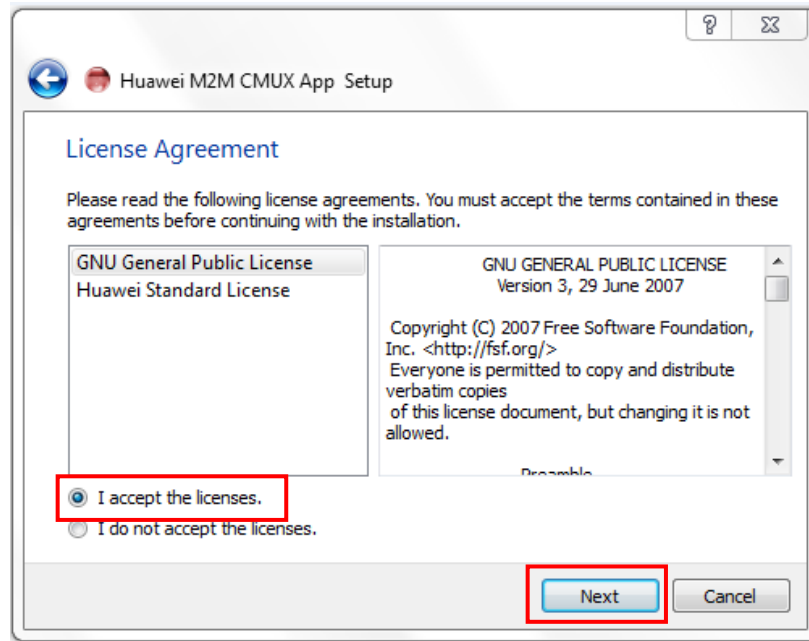 Huawei M2M CMUX App Setup
License Agreement
Please read the following license agreements. You must accept the terms contained in these
agreements before continuing with the installation.
GNU General Public License
Huawei Standard License
GNU GENERAL PUBLIC LICENSE
Version 3, 29 June 2007
Copyright (C) 2007 Free Software Foundation,
Inc. <http://fsf.org/>
Everyone is permitted to copy and distribute
verbatim copies
of this license document, but changing it is not
allowed.
Preamble
I accept the licenses.
I do not accept the licenses.
Next
Cancel